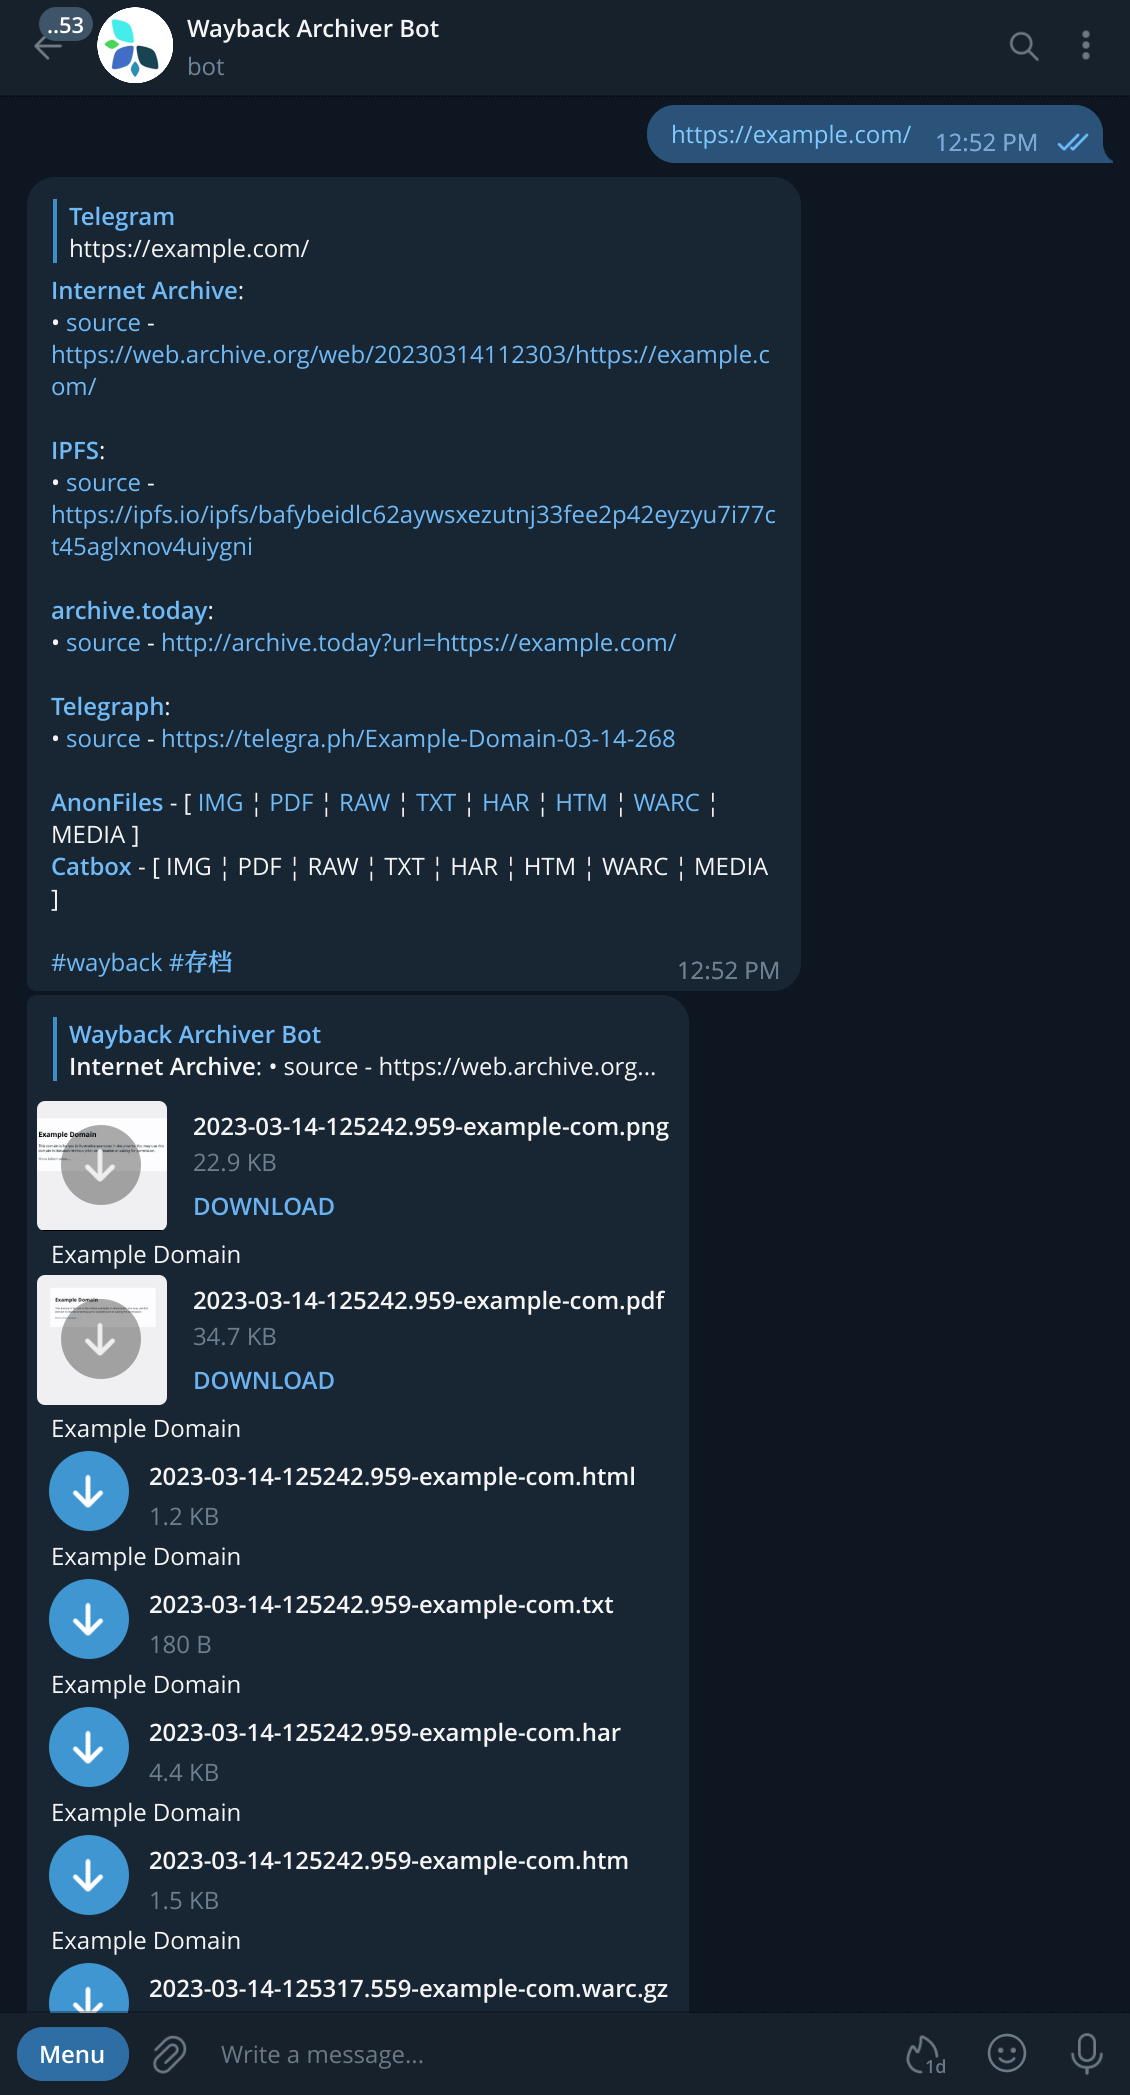 ..53
Wayback Archiver Bot
bot
https://example.com/ 12:52 PM
Telegram
https://example.com/
Internet Archive:
• source -
https://web.archive.org/web/20230314112303/https://example.c
om/
IPFS:
• source -
https://ipfs.io/ipfs/bafybeidlc62aywsxezutnj33fee2p42eyzyu7i77c
t45aglxnov4uiygni
archive.today:
• source - http://archive.today?url=https://example.com/
Telegraph:
• source - https://telegra.ph/Example-Domain-03-14-268
AnonFiles - [ IMG ¦ PDF ¦ RAW ¦ TXT ¦ HAR ¦ HTM ¦ WARC ¦
MEDIA ]
Catbox - [ IMG ¦ PDF ¦ RAW ¦ TXT ¦ HAR ¦ HTM ¦ WARC ¦ MEDIA
]
#wayback #存档
12:52 PM
Wayback Archiver Bot
Internet Archive: • source - https://web.archive.org...
Example Domain
2023-03-14-125242.959-example-com.png
22.9 KB
DOWNLOAD
Example Domain
Example Domain
2023-03-14-125242.959-example-com.pdf
34.7 KB
DOWNLOAD
Example Domain
2023-03-14-125242.959-example-com.html
1.2 KB
Example Domain
2023-03-14-125242.959-example-com.txt
180 B
Example Domain
2023-03-14-125242.959-example-com.har
4.4 KB
Example Domain
2023-03-14-125242.959-example-com.htm
1.5 KB
Example Domain
2023-03-14-125317.559-example-com.warc.gz
Menu
Write a message...
1d